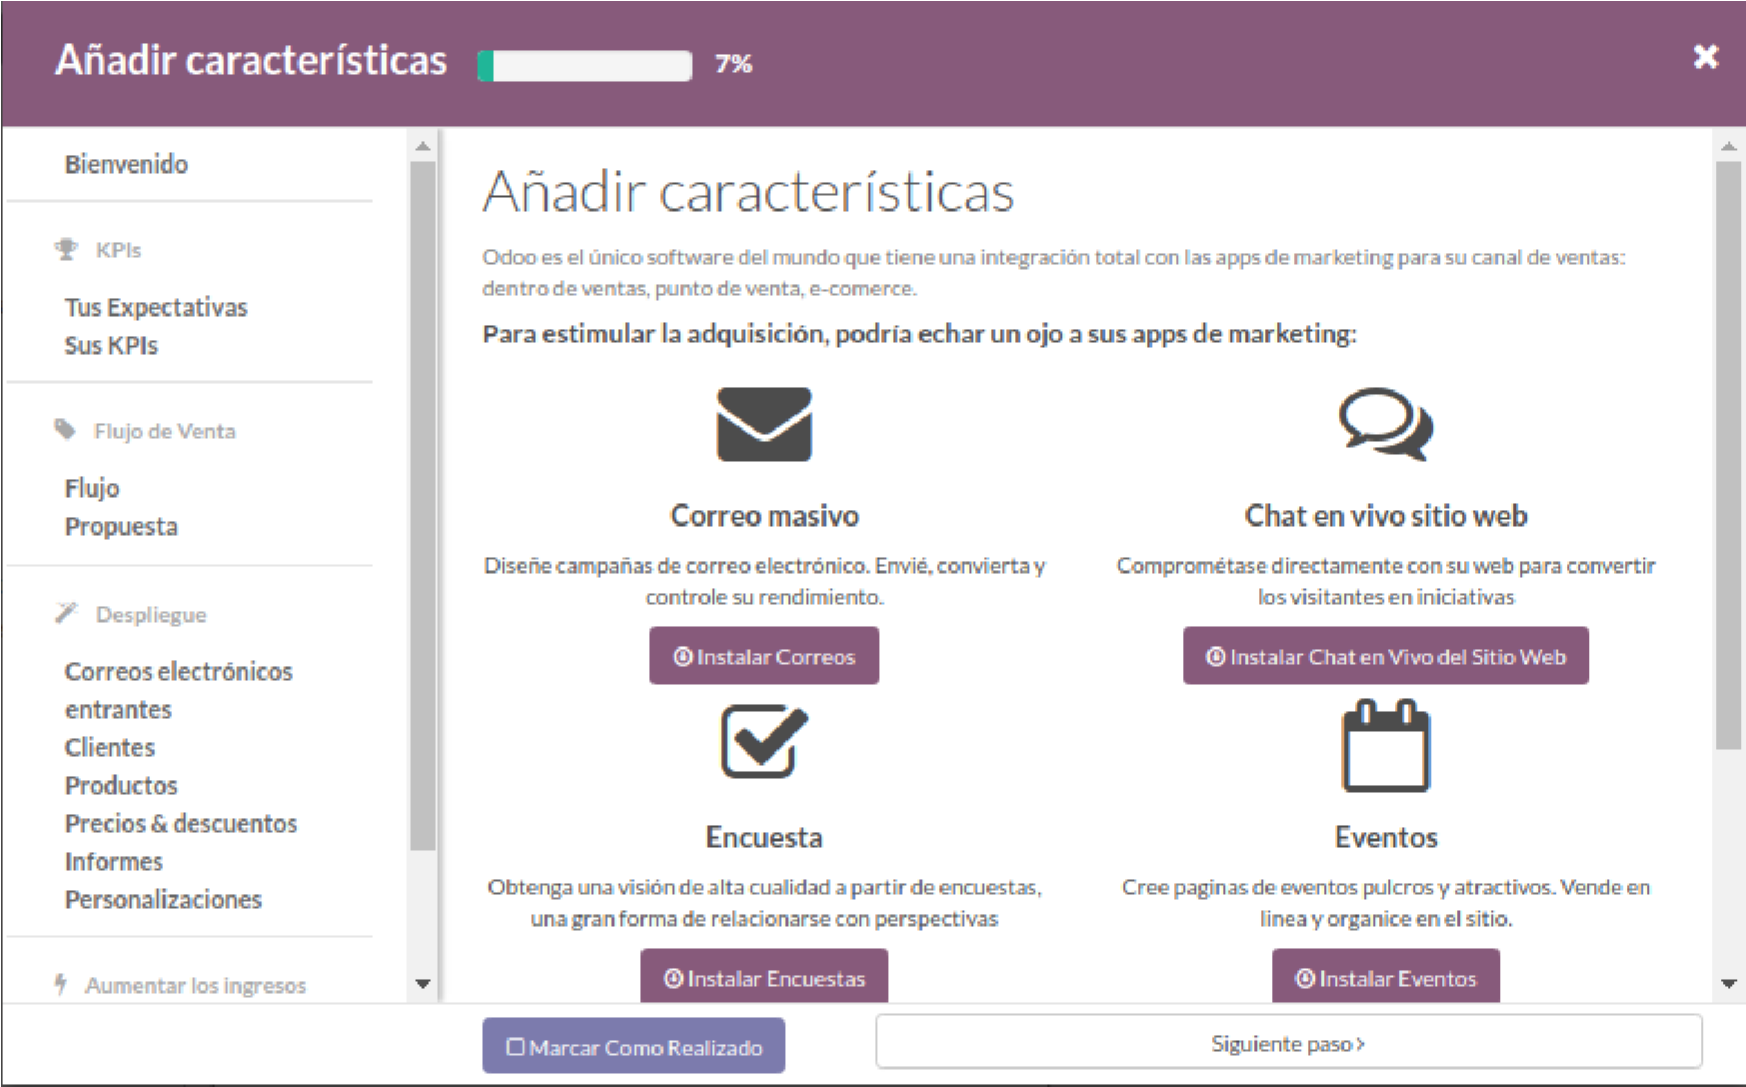 Añadir características
7%
Bienvenido
KPIs
Tus Expectativas
Sus KPIs
Flujo de Venta
Flujo
Propuesta
Despliegue
Correos electrónicos
entrantes
Clientes
Productos
Precios & descuentos
Informes
Personalizaciones
Aumentar los ingresos
Añadir características
Odoo es el único software del mundo que tiene una integración total con las apps de marketing para su canal de ventas:
dentro de ventas, punto de venta, e-comerce.
Para estimular la adquisición, podría echar un ojo a sus apps de marketing:
Correo masivo
Diseñe campañas de correo electrónico. Envié, convierta y
controle su rendimiento.
Instalar Correos
Chat en vivo sitio web
Comprométase directamente con su web para convertir
los visitantes en iniciativas
Instalar Chat en Vivo del Sitio Web
Encuesta
Obtenga una visión de alta cualidad a partir de encuestas,
una gran forma de relacionarse con perspectivas
Instalar Encuestas
Eventos
Cree paginas de eventos pulcros y atractivos. Vende en
linea y organice en el sitio.
Instalar Eventos
Marcar Como Realizado
Siguiente paso>